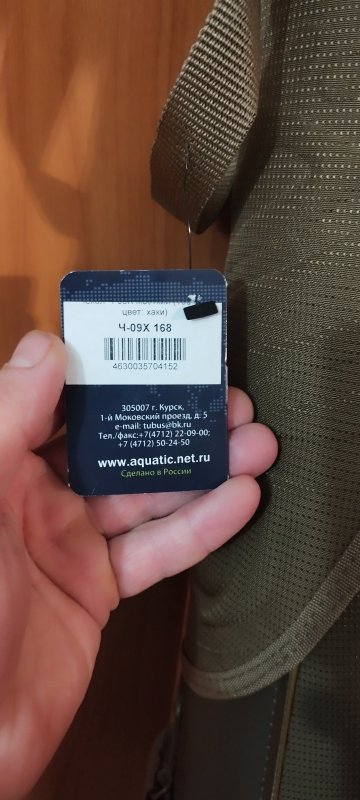 цвет: хаки)
Ч-09Х 168
4630035704152
305007 г. Курск,
1-й Моковский проезд, д. 5
e-mail: tubus@bk.ru
Тел./факс:+7(4712) 22-09-00;
+7 (4712) 50-24-50
www.aquatic.net.ru
Сделано в России